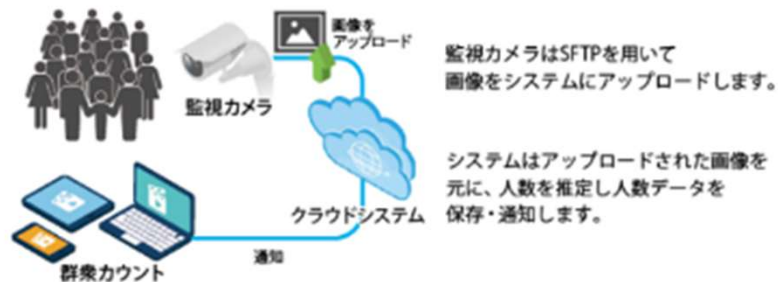 画像を
アップロード
監視カメラ
監視カメラはSFTPを用いて
画像をシステムにアップロードします。
システムはアップロードされた画像を
元に、人数を推定し人数データを
保存・通知します。
クラウドシステム
通知
群衆カウント